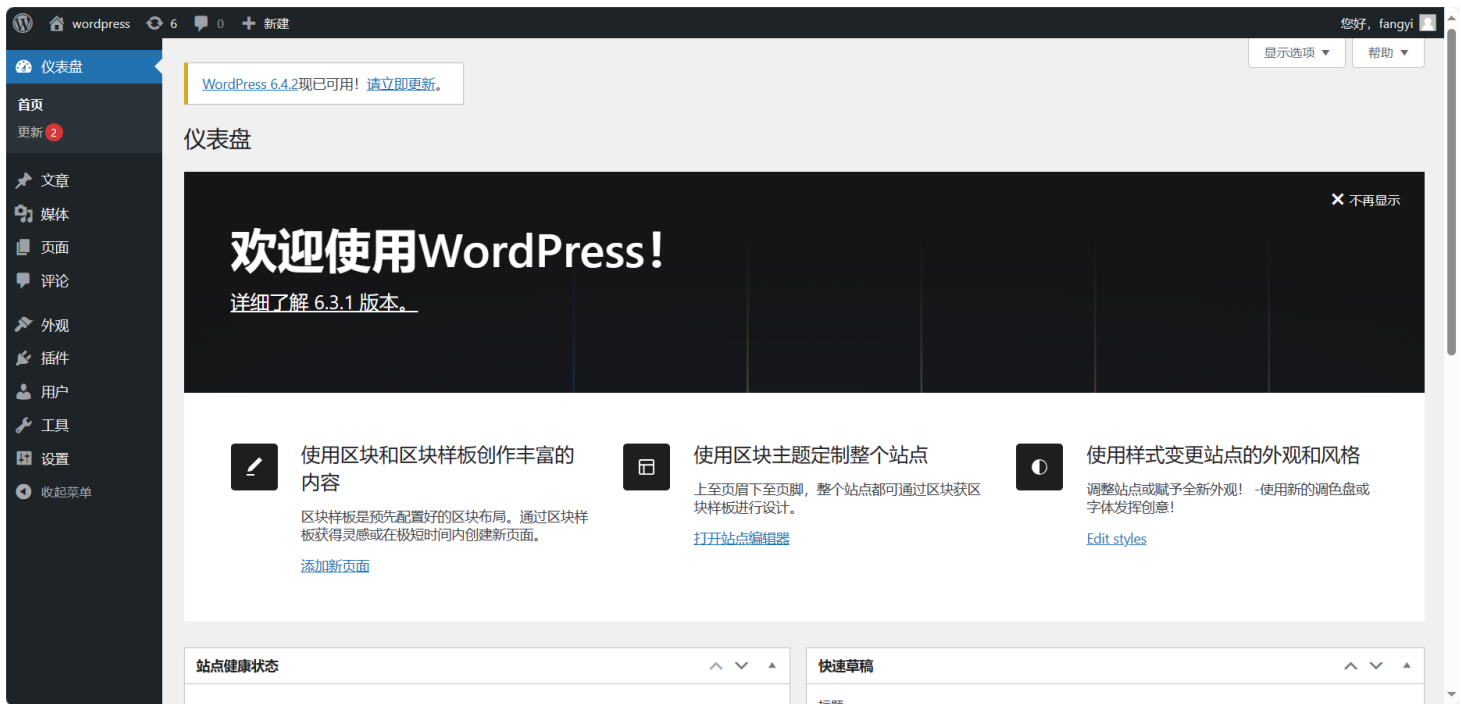 wordpress 6 0 新建
您好，fangyi
仪表盘
首页
更新 2
文章
媒体
页面
评论
外观
插件
用户
工具
设置
收起菜单
显示选项
帮助
WordPress 6.4.2现已可用！请立即更新。
仪表盘
不再显示
欢迎使用WordPress！
详细了解 6.3.1 版本。
使用区块和区块样板创作丰富的
内容
区块样板是预先配置好的区块布局。通过区块样
板获得灵感或在极短时间内创建新页面。
添加新页面
使用区块主题定制整个站点
上至页眉下至页脚，整个站点都可通过区块获区
块样板进行设计。
打开站点编辑器
使用样式变更站点的外观和风格
调整站点或赋予全新外观！ -使用新的调色盘或
字体发挥创意！
Edit styles
站点健康状态
快速草稿